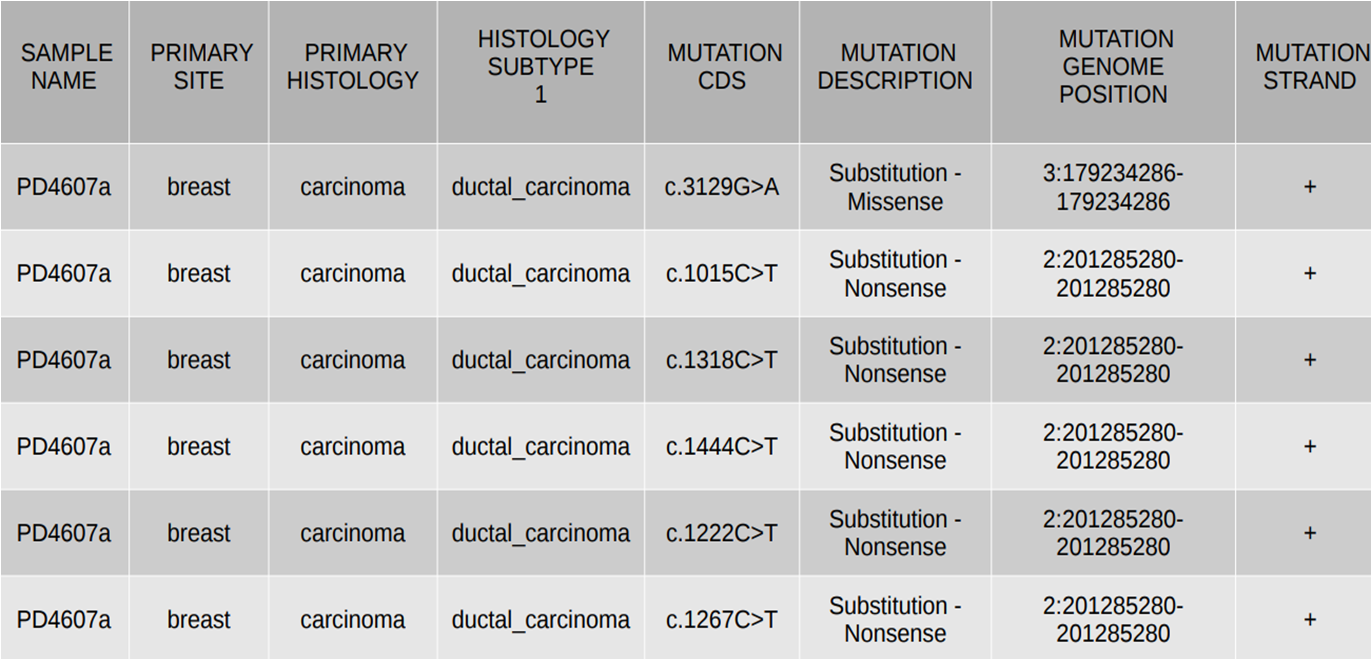 SAMPLE NAME PRIMARY SITE PRIMARY HISTOLOGY HISTOLOGY SUBTYPE 1 MUTATION CDS MUTATION DESCRIPTION MUTATION GENOME POSITION MUTATION STRAND
PD4607a breast carcinoma ductal_carcinoma c.3129G>A Substitution - Missense 3:179234286-179234286 +
PD4607a breast carcinoma ductal_carcinoma c.1015C>T Substitution - Nonsense 2:201285280-201285280 +
PD4607a breast carcinoma ductal_carcinoma c.1318C>T Substitution - Nonsense 2:201285280-201285280 +
PD4607a breast carcinoma ductal_carcinoma c.1444C>T Substitution - Nonsense 2:201285280-201285280 +
PD4607a breast carcinoma ductal_carcinoma c.1222C>T Substitution - Nonsense 2:201285280-201285280 +
PD4607a breast carcinoma ductal_carcinoma c.1267C>T Substitution - Nonsense 2:201285280-201285280 +